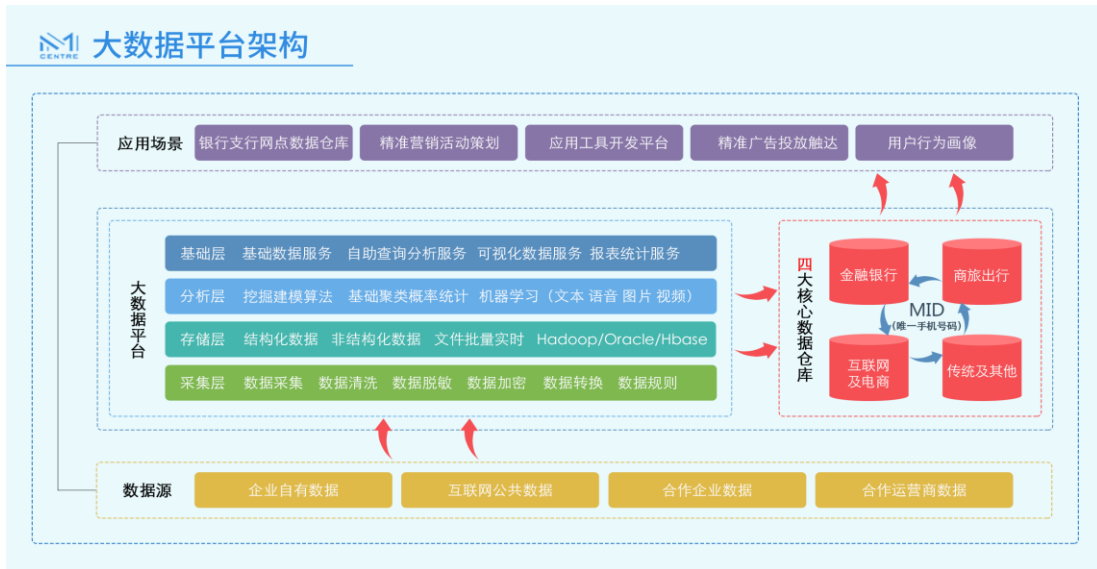 CENTRE
大数据平台架构
应用场景
银行支行网点数据仓库
精准营销活动策划
应用工具开发平台
精准广告投放触达
用户行为画像
大数据平台
基础层 基础数据服务 自助查询分析服务 可视化数据服务 报表统计服务
分析层 挖掘建模算法 基础聚类概率统计 机器学习（文本 语音 图片 视频）
存储层 结构化数据 非结构化数据 文件批量实时 Hadoop/Oracle/Hbase
采集层 数据采集 数据清洗 数据脱敏 数据加密 数据转换 数据规则
四大核心数据仓库
金融银行
商旅出行
MID
(唯一手机号码)
互联网
及电商
传统及其他
数据源
企业自有数据
互联网公共数据
合作企业数据
合作运营商数据